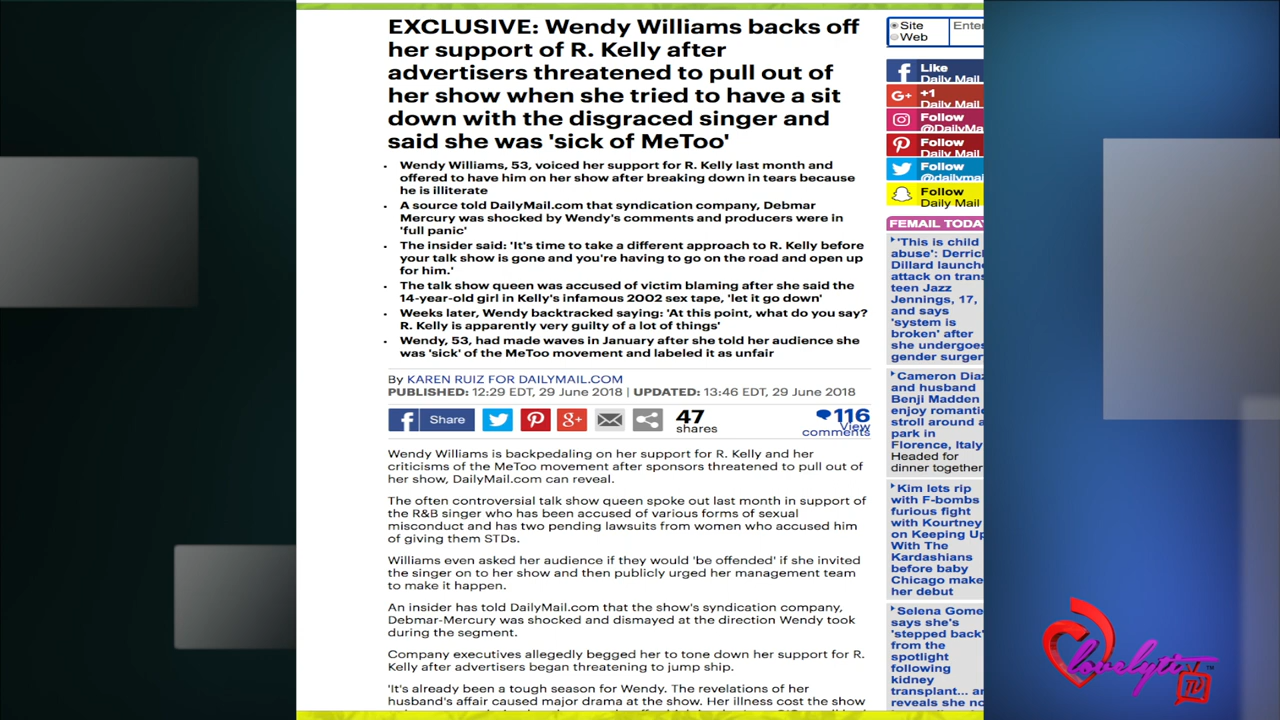 EXCLUSIVE: Wendy Williams backs off
her support of R. Kelly after
advertisers threatened to pull out of
her show when she tried to have a sit
down with the disgraced singer and
said she was 'sick of MeToo'
• Wendy Williams, 53, voiced her support for R. Kelly last month and
offered to have him on her show after breaking down in tears because
he is illiterate
• A source told DailyMail.com that syndication company, Debmar
Mercury was shocked by Wendy's comments and producers were in
'full panic'
• The insider said: 'It's time to take a different approach to R. Kelly before
your talk show is gone and you're having to go on the road and open up
for him.'
• The talk show queen was accused of victim blaming after she said the
14-year-old girl in Kelly's infamous 2002 sex tape, 'let it go down'
• Weeks later, Wendy backtracked saying: 'At this point, what do you say?
R. Kelly is apparently very guilty of a lot of things'
• Wendy, 53, had made waves in January after she told her audience she
was 'sick' of the MeToo movement and labeled it as unfair
By KAREN RUIZ FOR DAILYMAIL.COM
PUBLISHED: 12:29 EDT, 29 June 2018 | UPDATED: 13:46 EDT, 29 June 2018
Share
47
shares
116
View
comments
Wendy Williams is backpedaling on her support for R. Kelly and her
criticisms of the MeToo movement after sponsors threatened to pull out of
her show, DailyMail.com can reveal.
The often controversial talk show queen spoke out last month in support of
the R&B singer who has been accused of various forms of sexual
misconduct and has two pending lawsuits from women who accused him
of giving them STDs.
Williams even asked her audience if they would 'be offended' if she invited
the singer on to her show and then publicly urged her management team
to make it happen.
An insider has told DailyMail.com that the show's syndication company,
Debmar-Mercury was shocked and dismayed at the direction Wendy took
during the segment.
Company executives allegedly begged her to tone down her support for R.
Kelly after advertisers began threatening to jump ship.
'It's already been a tough season for Wendy. The revelations of her
husband's affair caused major drama at the show. Her illness cost the show
Site
Web
Enter
Like
Daily Mail
+1
Daily Mail
Follow
@DailyMa
Follow
Daily Mail
Follow
@dailymail
Follow
Daily Mail
FEMAIL TODA
'This is child
abuse': Derric
Dillard launch
attack on trans
teen Jazz
Jennings, 17,
and says
'system is
broken' after
she undergoes
gender surger
Cameron Diaz
and husband
Benji Madden
enjoy romantic
stroll around a
park in
Florence, Italy
Headed for
dinner together
Kim lets rip
with F-bombs
furious fight
with Kourtney
on Keeping Up
With The
Kardashians
before baby
Chicago make
her debut
Selena Gome
says she's
'stepped back'
from the
spotlight
following
kidney
transplant... an
reveals she no
lovelyti
TV